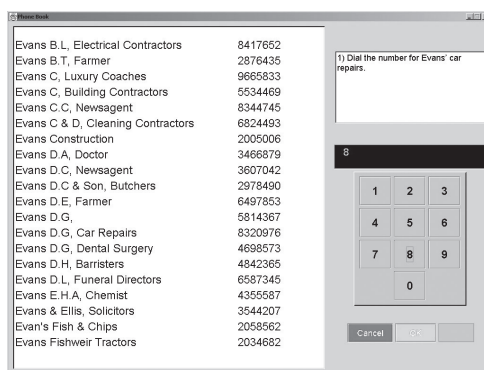 Phone Book
Evans B.L, Electrical Contractors 8417652
Evans B.T, Farmer 2876435
Evans C, Luxury Coaches 9665833
Evans C, Building Contractors 5534469
Evans C.C, Newsagent 8344745
Evans C & D, Cleaning Contractors 6824493
Evans Construction 2005006
Evans D.A, Doctor 3466879
Evans D.C, Newsagent 3607042
Evans D.C & Son, Butchers 2978490
Evans D.E, Farmer 6497853
Evans D.G, 5814367
Evans D.G, Car Repairs 8320976
Evans D.G, Dental Surgery 4698573
Evans D.H, Barristers 4842365
Evans D.L, Funeral Directors 6587345
Evans E.H.A, Chemist 4355587
Evans & Ellis, Solicitors 3544207
Evan's Fish & Chips 2058562
Evans Fishweir Tractors 2034682
1) Dial the number for Evans' car
repairs.
8
1 2 3
4 5 6
7 8 9
0
Cancel